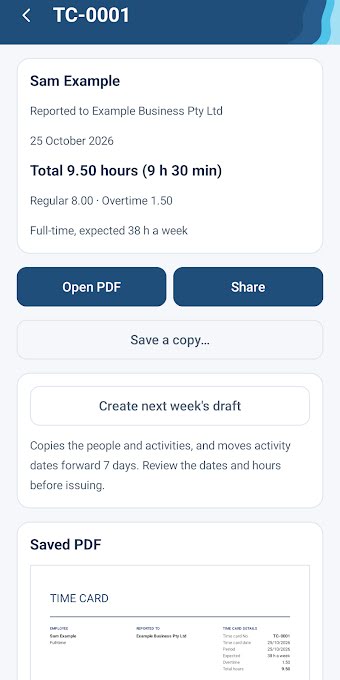 TC-0001
Sam Example
Reported to Example Business Pty Ltd
25 October 2026
Total 9.50 hours (9 h 30 min)
Regular 8.00 · Overtime 1.50
Full-time, expected 38 h a week
Open PDF
Share
Save a copy...
Create next week's draft
Copies the people and activities, and moves activity
dates forward 7 days. Review the dates and hours
before issuing.
Saved PDF
TIME CARD
EMPLOYEE
Sam Example
Full-time
REPORTED TO
Example Business Pty Ltd
TIME CARD DETAILS
Time card No TC-0001
Time card date 25/10/2026
Period 25/10/2026
Expected 38 h a week
Overtime 1.50
Total hours 9.50